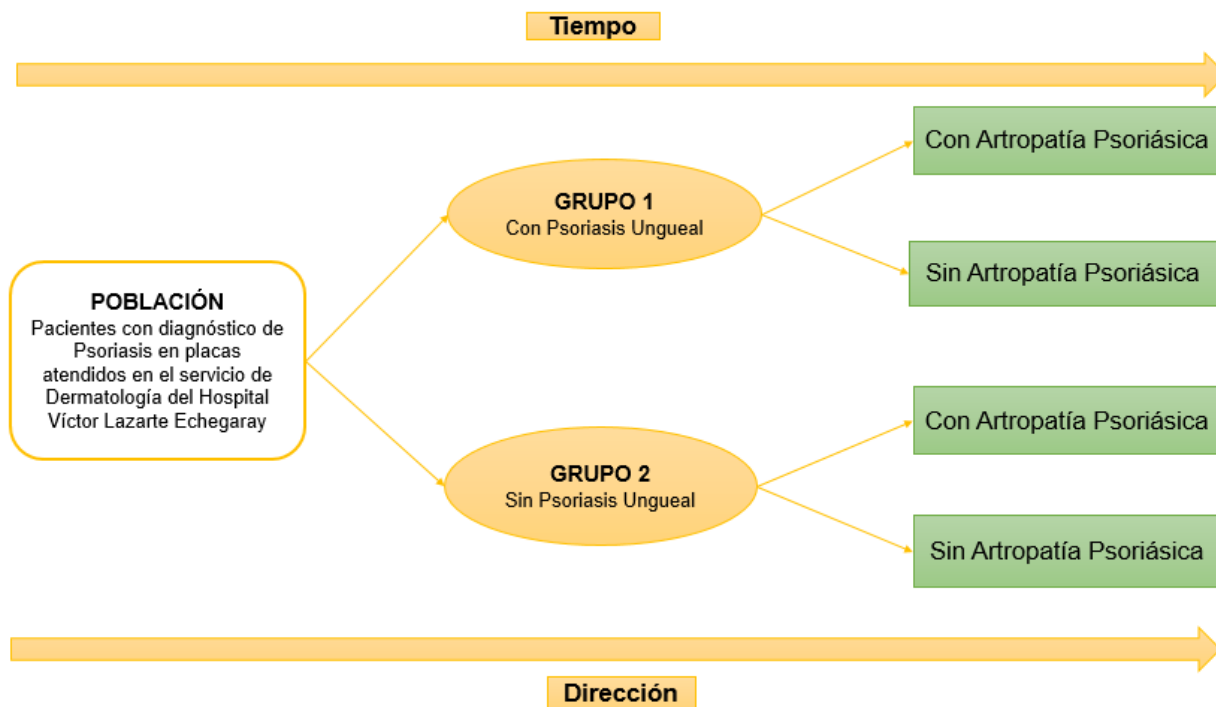 Tiempo
Con Artropatía Psoriásica
GRUPO 1
Con Psoriasis Ungueal
Sin Artropatía Psoriásica
POBLACIÓN
Pacientes con diagnóstico de
Psoriasis en placas
atendidos en el servicio de
Dermatología del Hospital
Víctor Lazarte Echegaray
Con Artropatía Psoriásica
GRUPO 2
Sin Psoriasis Ungueal
Sin Artropatía Psoriásica
Dirección